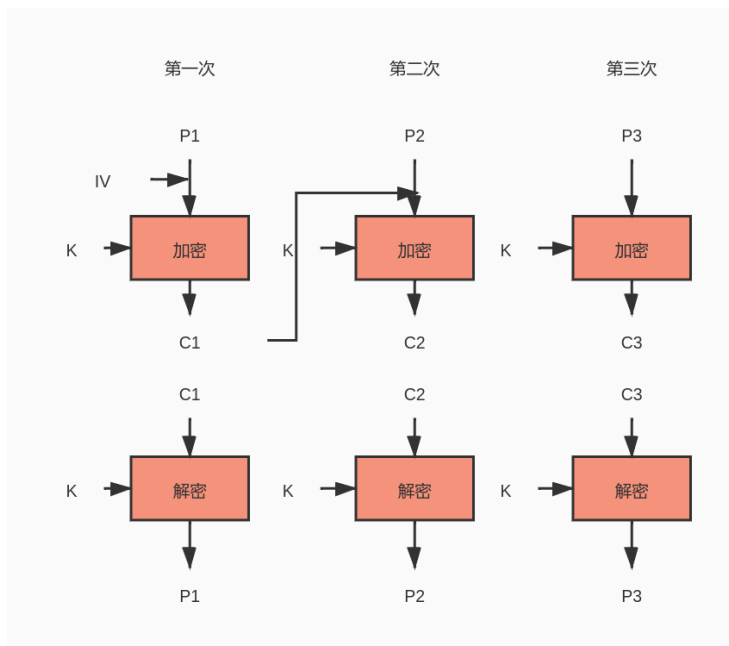 第一次 第二次 第三次
P1 P2 P3
IV
K 加密 K 加密 K 加密
C1 C2 C3
C1 C2 C3
K 解密 K 解密 K 解密
P1 P2 P3